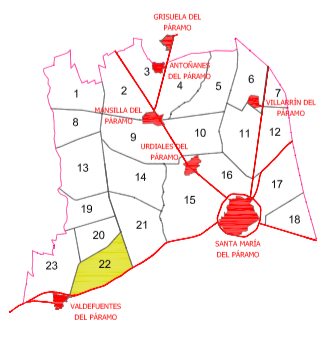 GRISUELA DEL
PÁRAMO
ANTOÑANES
DEL PÁRAMO
3
6
5
4
2
1
7
VILLARRÍN DEL
PÁRAMO
MANSILLA DEL
PÁRAMO
8
9
10
11
12
URDIALES DEL
PÁRAMO
13
14
16
17
15
19
18
21
20
SANTA MARÍA
DEL PÁRAMO
23
22
VALDEFUENTES
DEL PÁRAMO